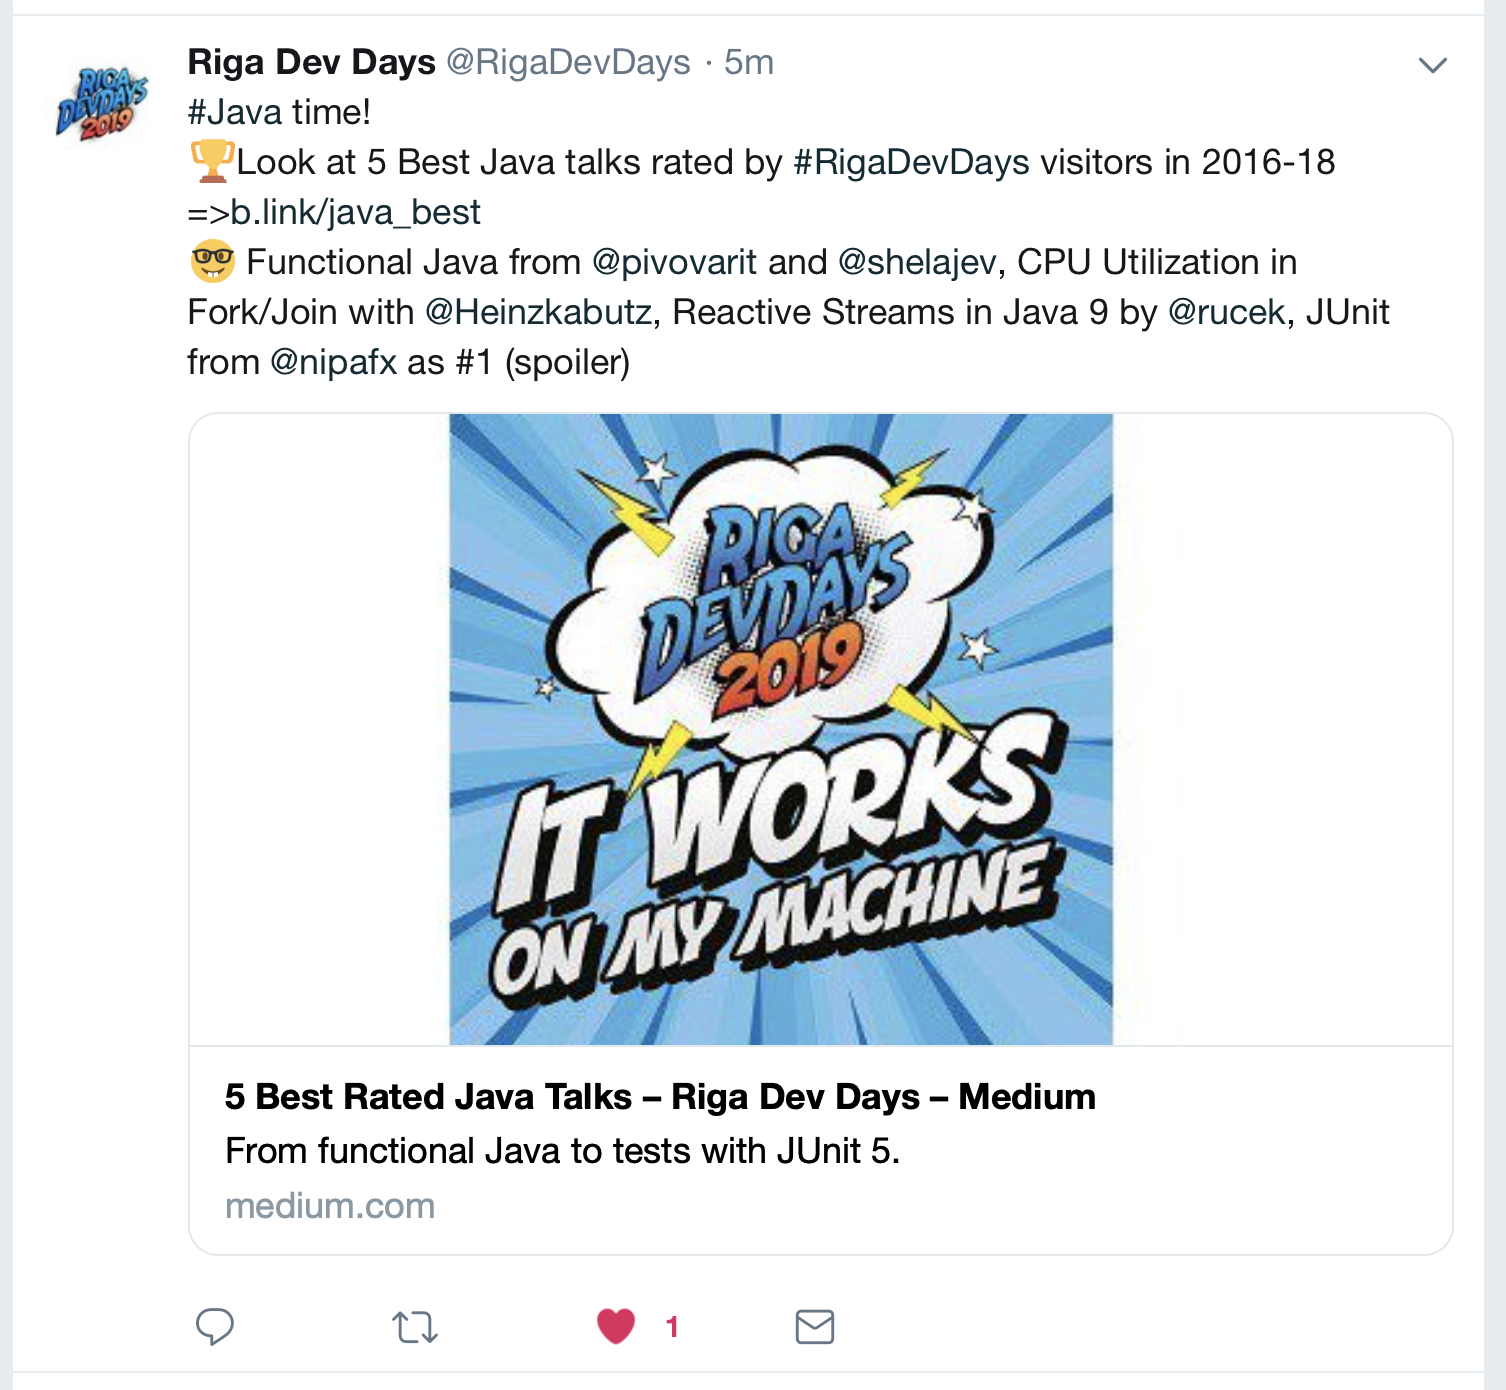 RIGA
DEVDAYS
2019
Riga Dev Days @RigaDevDays · 5m
#Java time!
🏆Look at 5 Best Java talks rated by #RigaDevDays visitors in 2016-18
=>b.link/java_best
🤓 Functional Java from @pivovarit and @shelajev, CPU Utilization in
Fork/Join with @Heinzkabutz, Reactive Streams in Java 9 by @rucek, JUnit
from @nipafx as #1 (spoiler)
RIGA
DEVDAYS
2019
IT WORKS
ON MY MACHINE
5 Best Rated Java Talks – Riga Dev Days – Medium
From functional Java to tests with JUnit 5.
medium.com
1